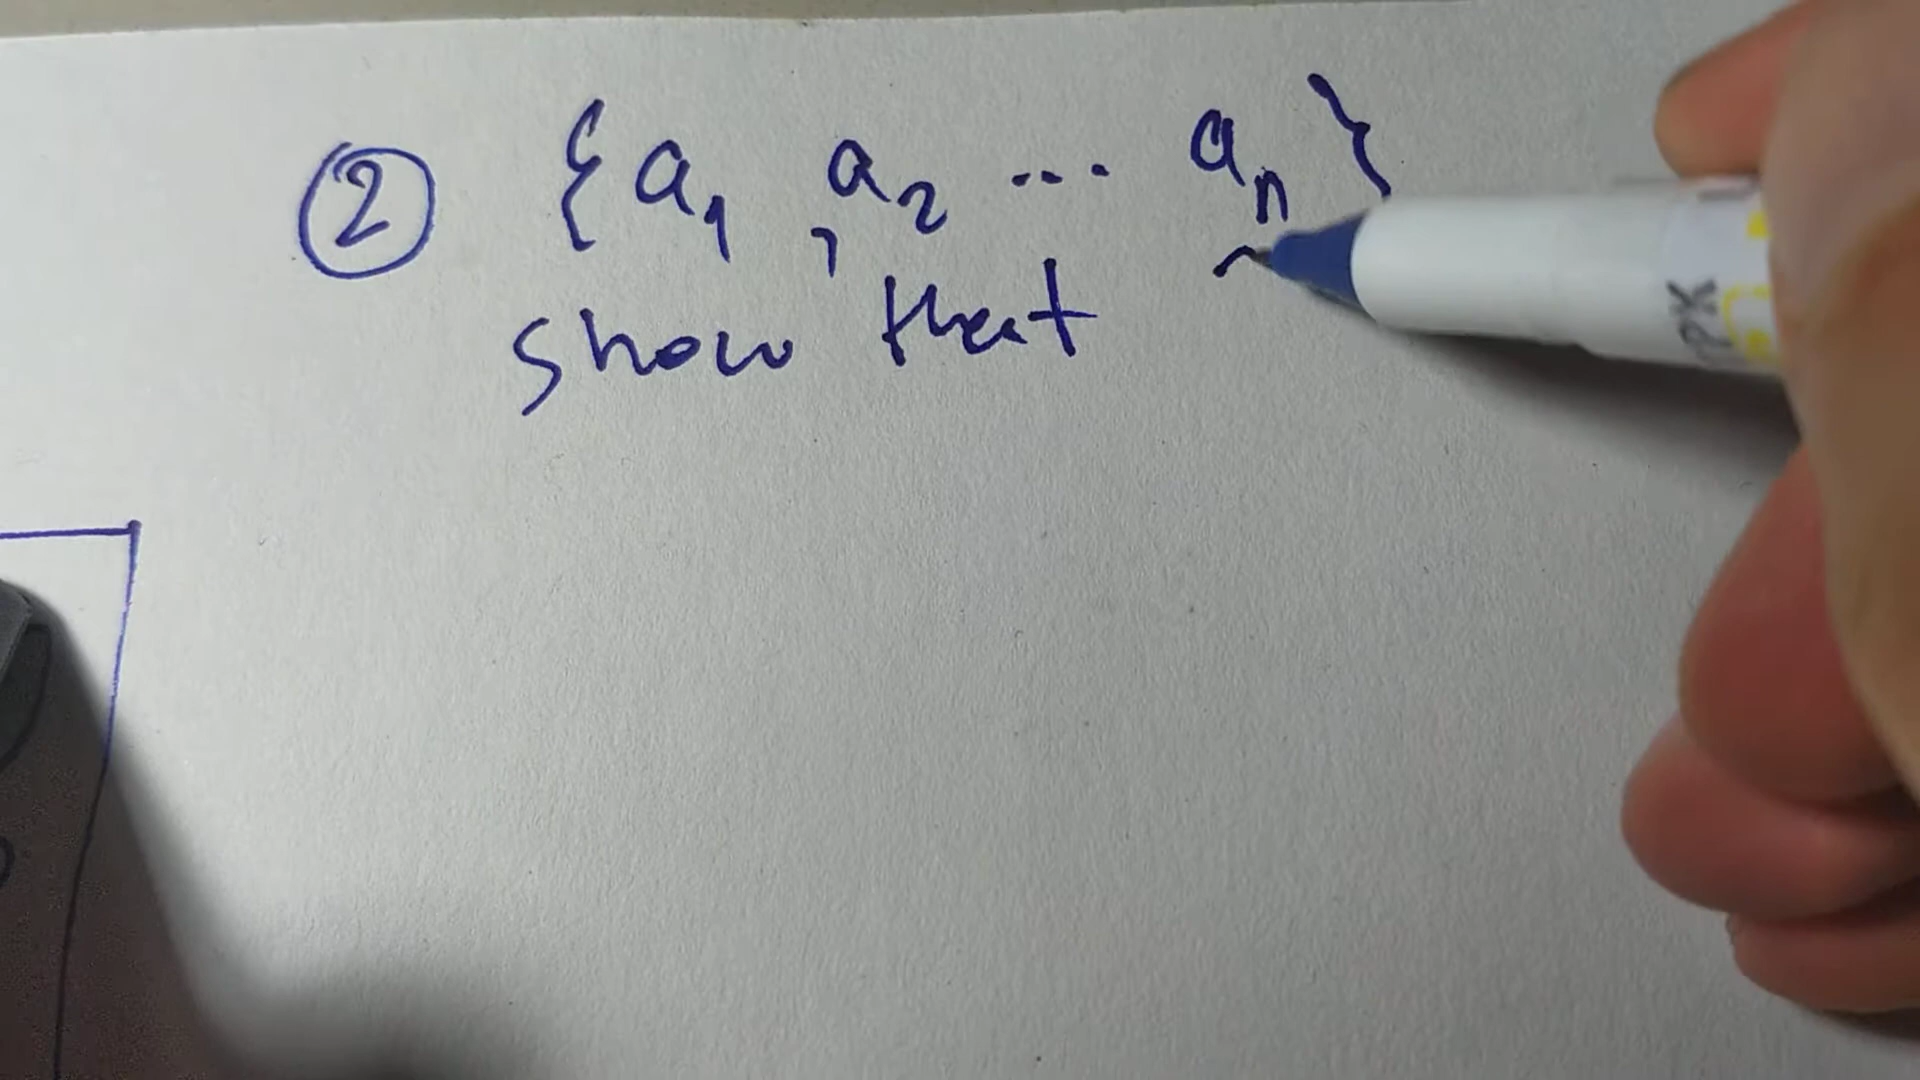 ② {a₁, a₂ ... aₙ}
show that